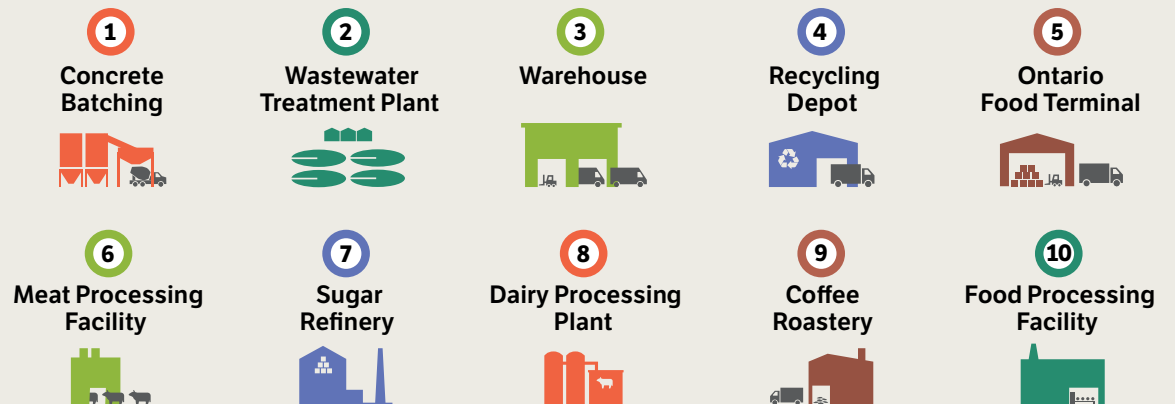 1
Concrete
Batching
2
Wastewater
Treatment Plant
3
Warehouse
4
Recycling
Depot
5
Ontario
Food Terminal
6
Meat Processing
Facility
7
Sugar
Refinery
8
Dairy Processing
Plant
9
Coffee
Roastery
10
Food Processing
Facility